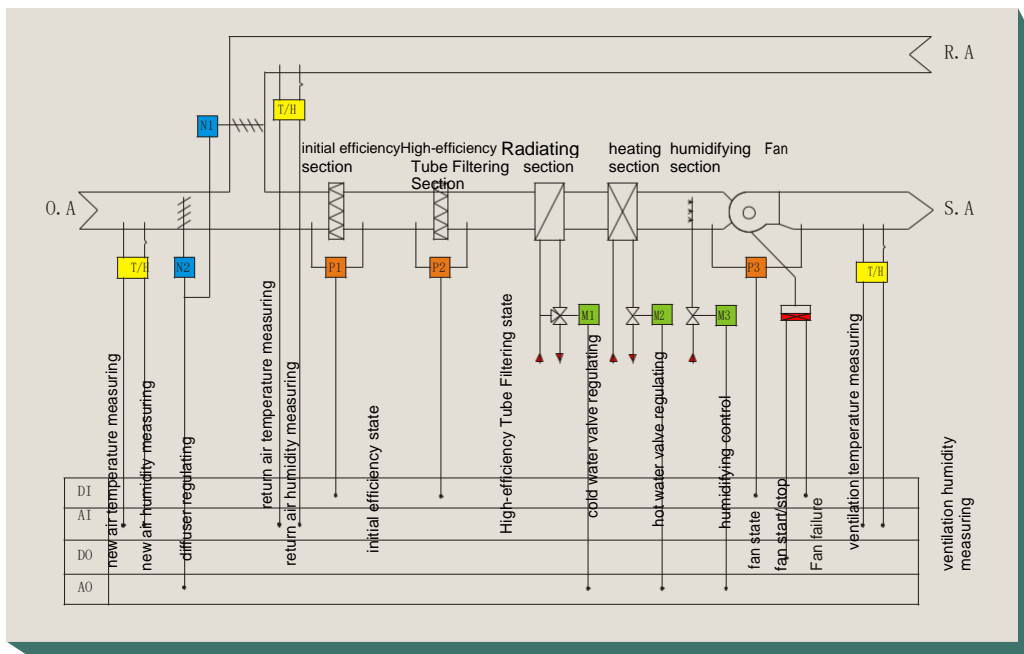 R.A
T/H
N1
initial efficiency High-efficiency Radiating heating humidifying Fan
section Tube Filtering section section section
Section
O.A
S.A
T/H
N2
P1
P2
P3
T/H
M1
M2
M3
new air temperature measuring
new air humidity measuring
diffuser regulating
return air temperature measuring
return air humidity measuring
initial efficiency state
High-efficiency Tube Filtering state
cold water valve regulating
hot water valve regulating
humidifying control
fan state
fan start/stop
Fan failure
ventilation temperature measuring
ventilation humidity
measuring
DI
AI
DO
AO